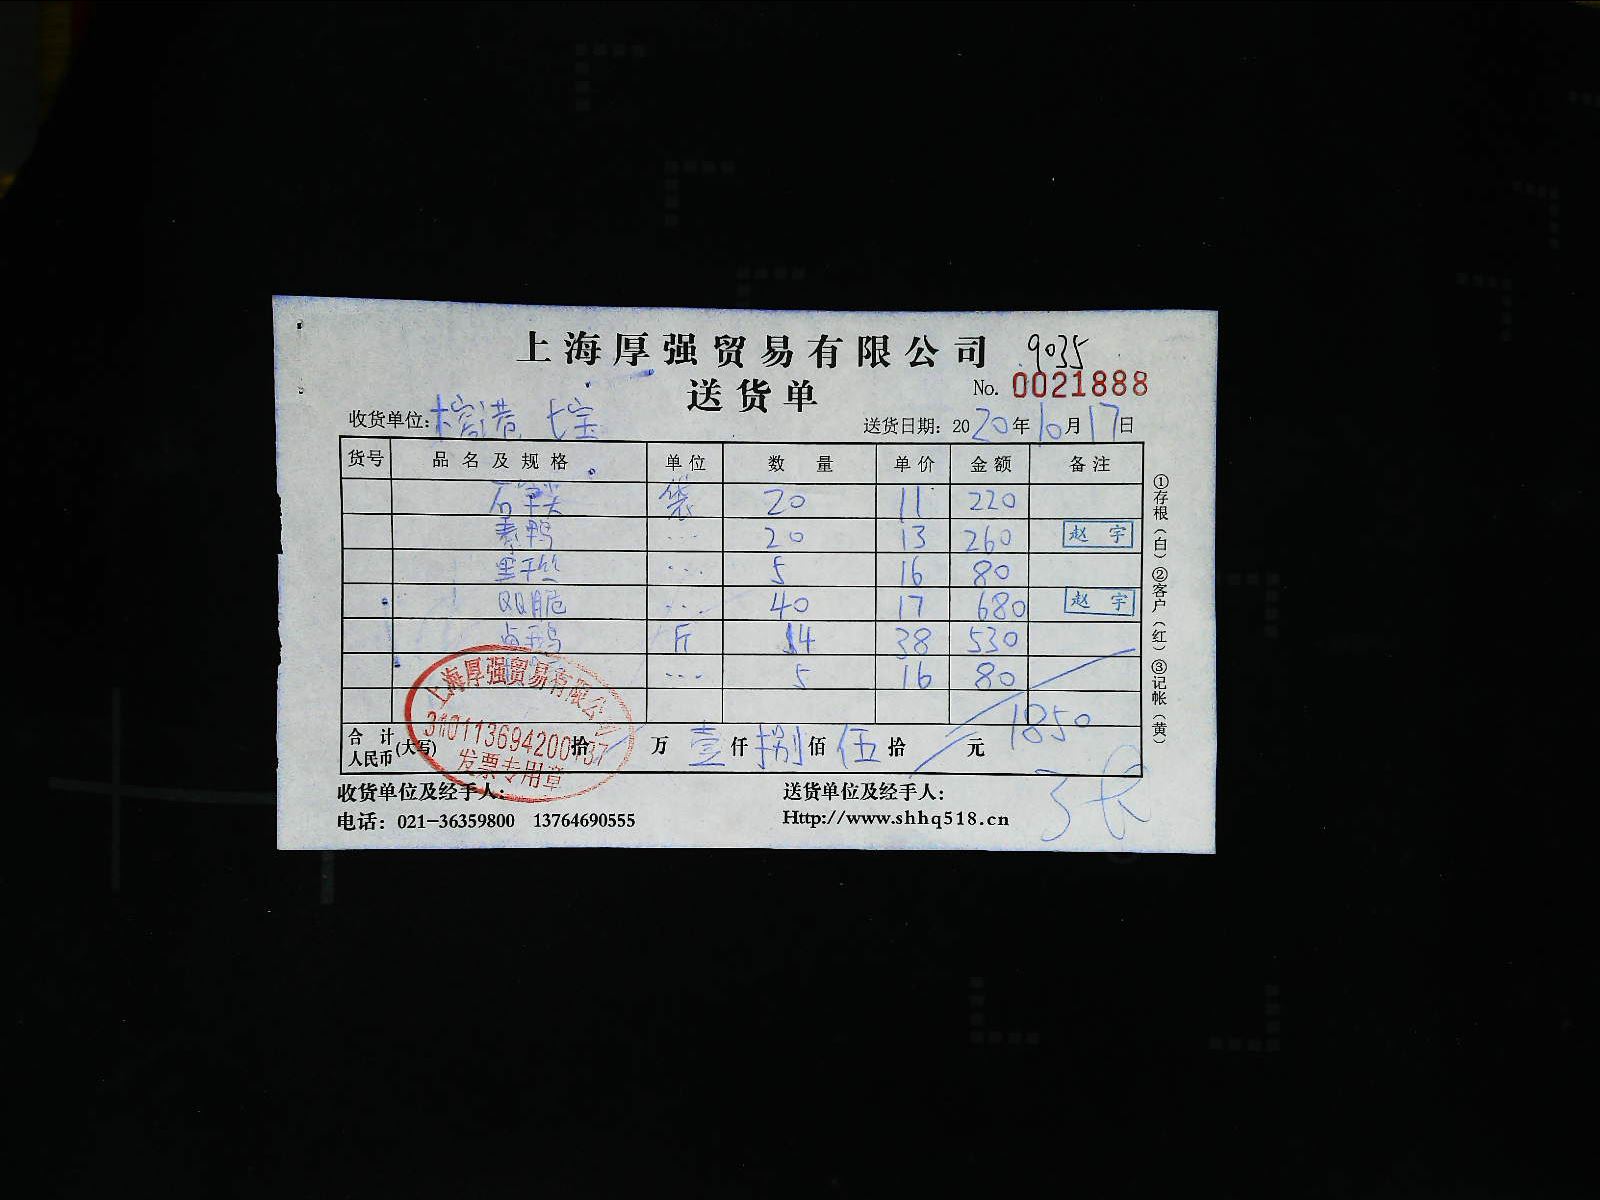 上海厚强贸易有限公司 9035
送货单 No. 0021888
收货单位: 七宝 送货日期: 2020年10月17日
货号 品名及规格 单位 数量 单价 金额 备注
袋 20 11 220
素鸭 ... 20 13 260 赵宇
... 5 16 80
QQ脆 ... 40 17 680 赵宇
斤 14 38 530
... 5 16 80
1850
合计人民币(大写) 拾 万 壹仟捌佰伍拾 元
收货单位及经手人: 送货单位及经手人:
电话: 021-36359800 13764690555 Http://www.shhq518.cn
①存根(白)②客户(红)③记帐(黄)
上海厚强贸易有限公司
发票专用章